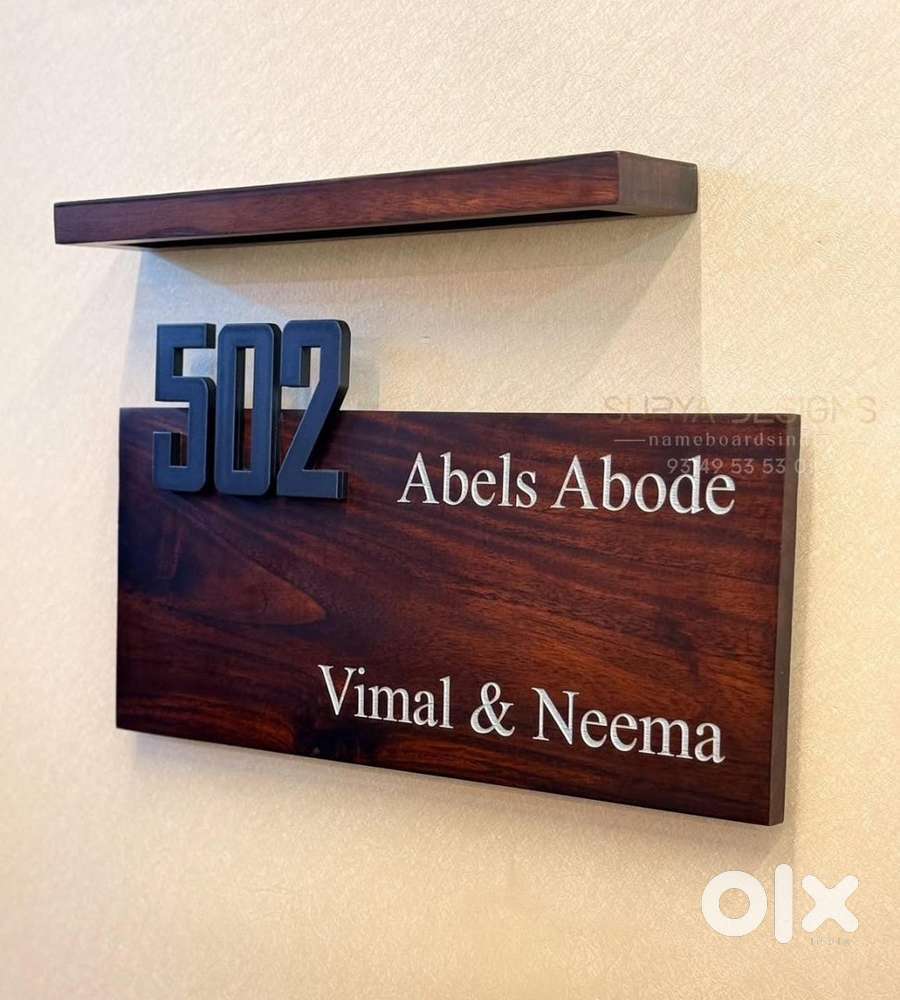 502
Abels Abode
Vimal & Neema
SURYA DESIGNS
olx